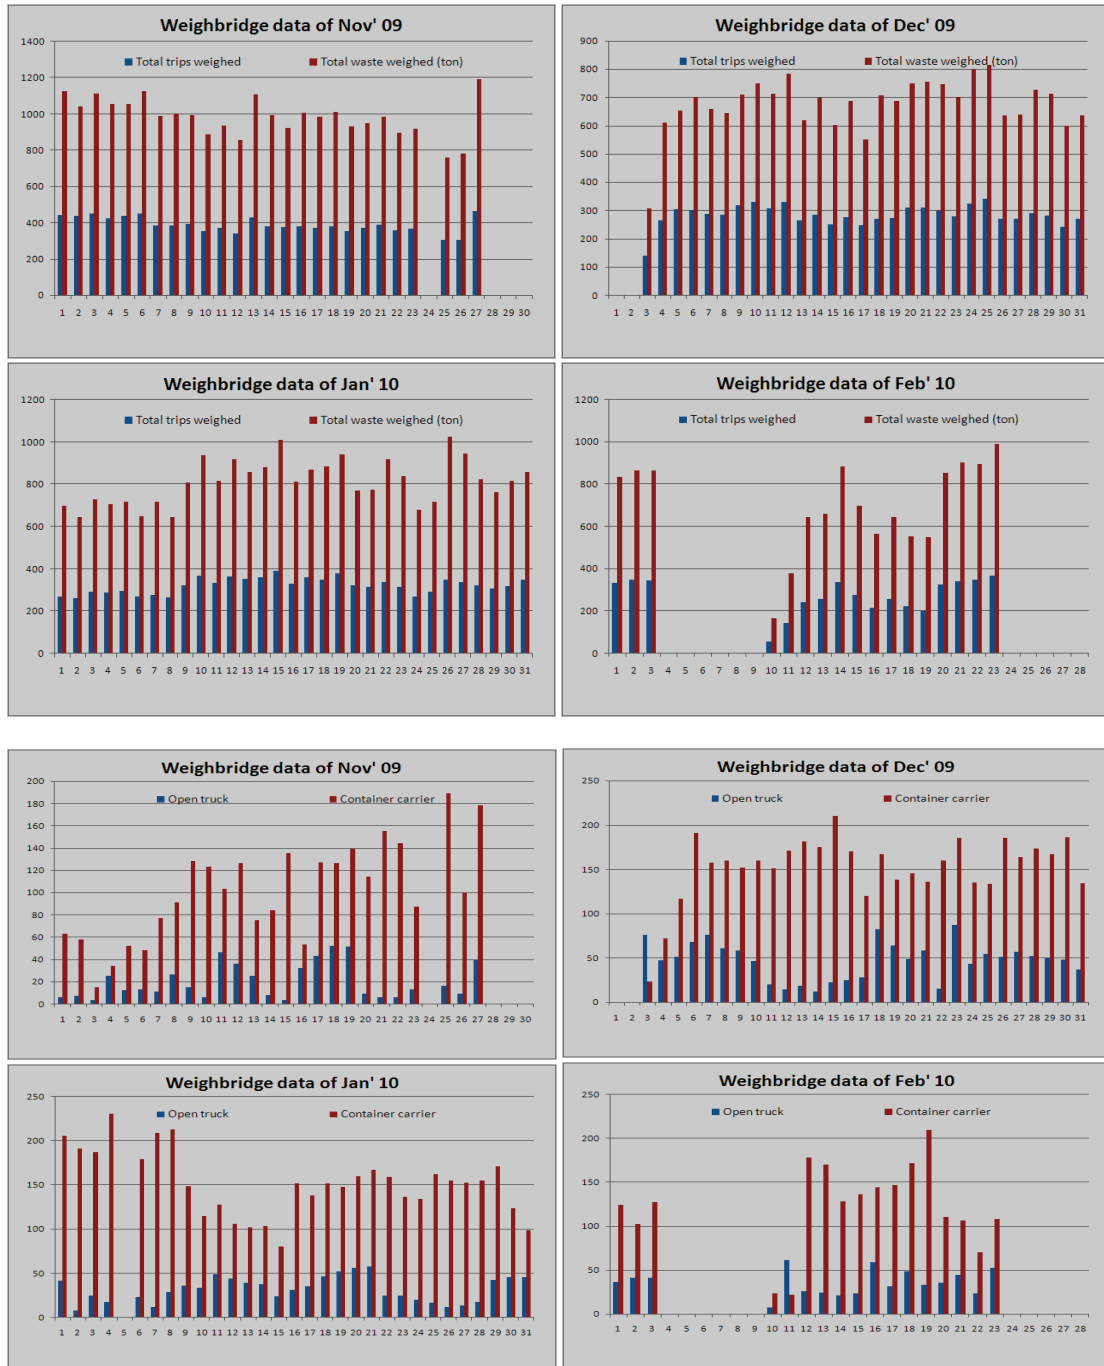 Weighbridge data of Nov' 09
Total trips weighed Total waste weighed (ton)
1400
1200
1000
800
600
400
200
0
1 2 3 4 5 6 7 8 9 10 11 12 13 14 15 16 17 18 19 20 21 22 23 24 25 26 27 28 29 30
Weighbridge data of Dec' 09
Total trips weighed Total waste weighed (ton)
900
800
700
600
500
400
300
200
100
0
1 2 3 4 5 6 7 8 9 10 11 12 13 14 15 16 17 18 19 20 21 22 23 24 25 26 27 28 29 30 31
Weighbridge data of Jan' 10
Total trips weighed Total waste weighed (ton)
1200
1000
800
600
400
200
0
1 2 3 4 5 6 7 8 9 10 11 12 13 14 15 16 17 18 19 20 21 22 23 24 25 26 27 28 29 30 31
Weighbridge data of Feb' 10
Total trips weighed Total waste weighed (ton)
1200
1000
800
600
400
200
0
1 2 3 4 5 6 7 8 9 10 11 12 13 14 15 16 17 18 19 20 21 22 23 24 25 26 27 28
Weighbridge data of Nov' 09
Open truck Container carrier
200
180
160
140
120
100
80
60
40
20
0
1 2 3 4 5 6 7 8 9 10 11 12 13 14 15 16 17 18 19 20 21 22 23 24 25 26 27 28 29 30
Weighbridge data of Dec' 09
Open truck Container carrier
250
200
150
100
50
0
1 2 3 4 5 6 7 8 9 10 11 12 13 14 15 16 17 18 19 20 21 22 23 24 25 26 27 28 29 30 31
Weighbridge data of Jan' 10
Open truck Container carrier
250
200
150
100
50
0
1 2 3 4 5 6 7 8 9 10 11 12 13 14 15 16 17 18 19 20 21 22 23 24 25 26 27 28 29 30 31
Weighbridge data of Feb' 10
Open truck Container carrier
250
200
150
100
50
0
1 2 3 4 5 6 7 8 9 10 11 12 13 14 15 16 17 18 19 20 21 22 23 24 25 26 27 28